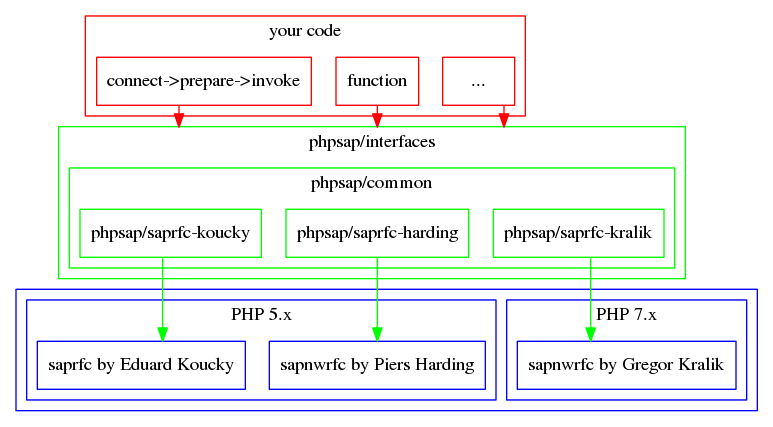 your code
connect->prepare->invoke
function
...
phpsap/interfaces
phpsap/common
phpsap/saprfc-koucky
phpsap/saprfc-harding
phpsap/saprfc-kralik
PHP 5.x
PHP 7.x
saprfc by Eduard Koucky
sapnwrfc by Piers Harding
sapnwrfc by Gregor Kralik